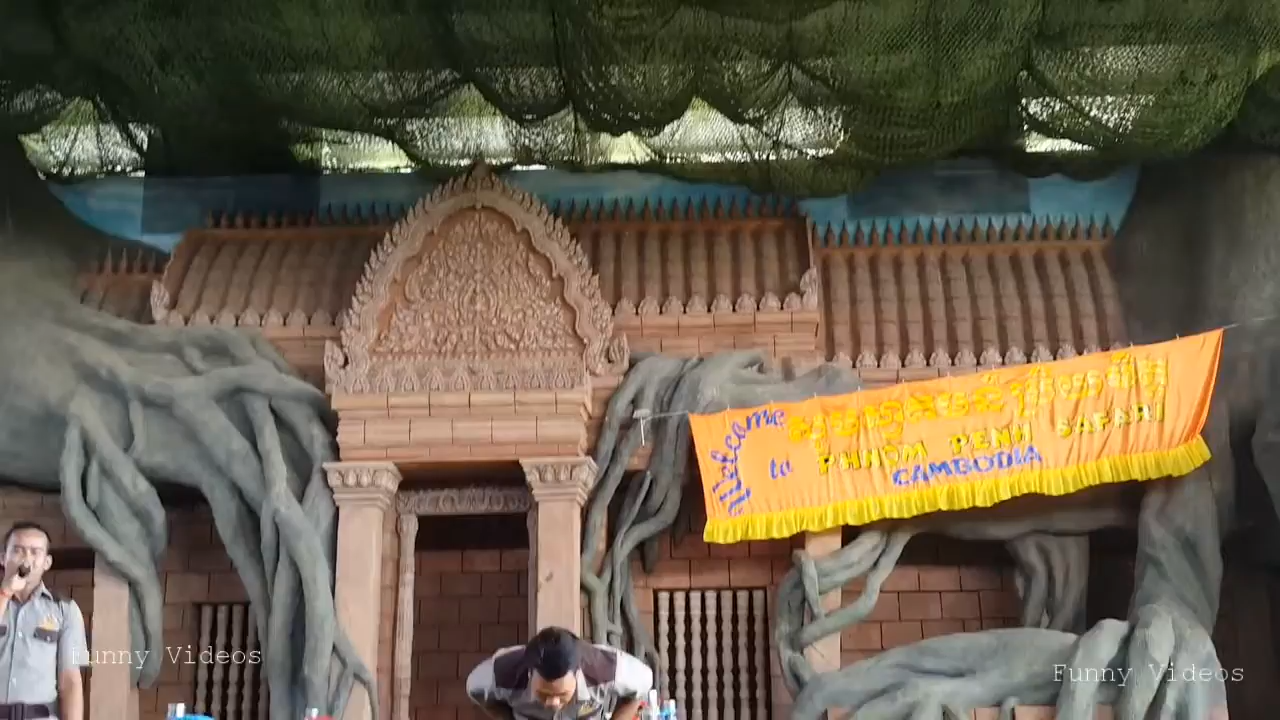 Welcome
to
PHNOM PENH SAFARI
CAMBODIA
Funny Videos
Funny Videos